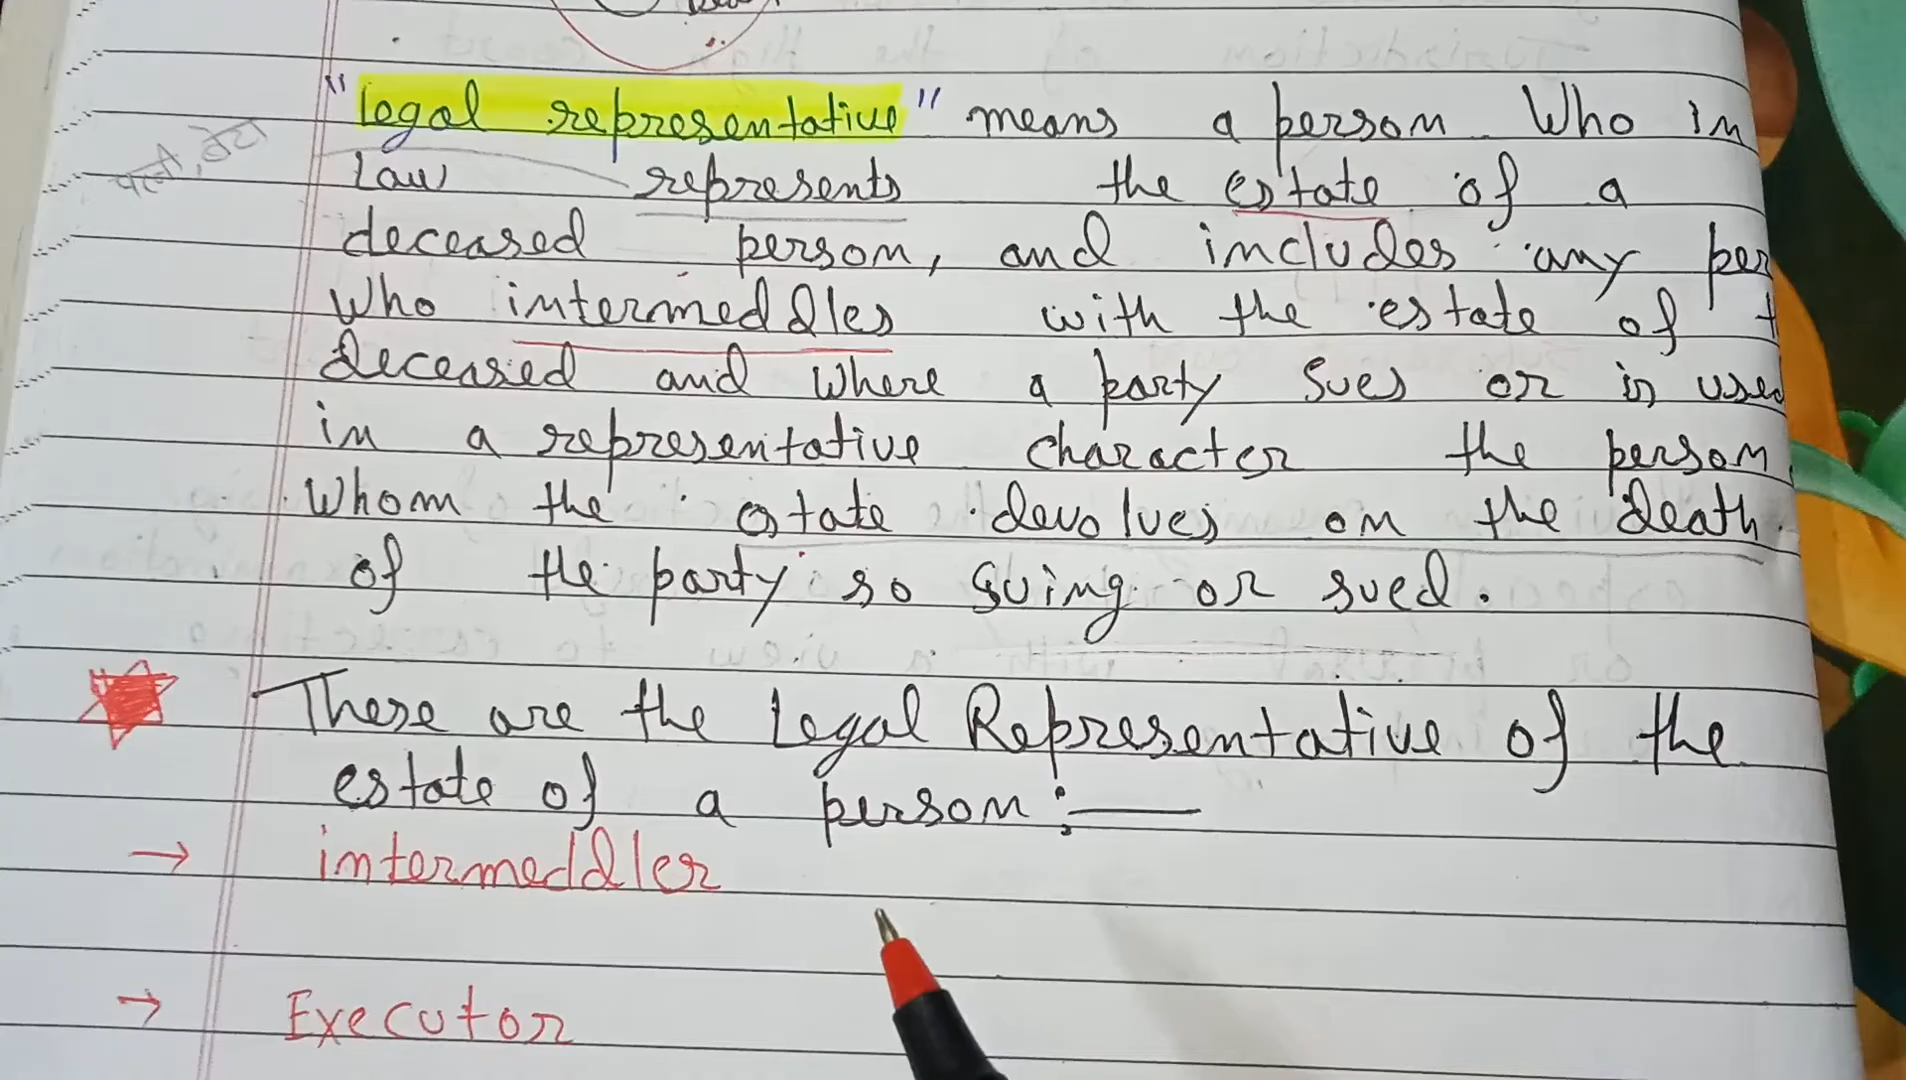 "Legal representative" means a person Who in
Law represents the estate of a
deceased person, and includes any per
Who intermeddles with the estate of t
deceased and where a party sues or is used
in a representative character the person
Whom the estate devolves on the death
of the party so suing or sued.
पत्नी, बेटा
These are the Legal Representative of the
estate of a person :—
→ intermeddler
→ Executor